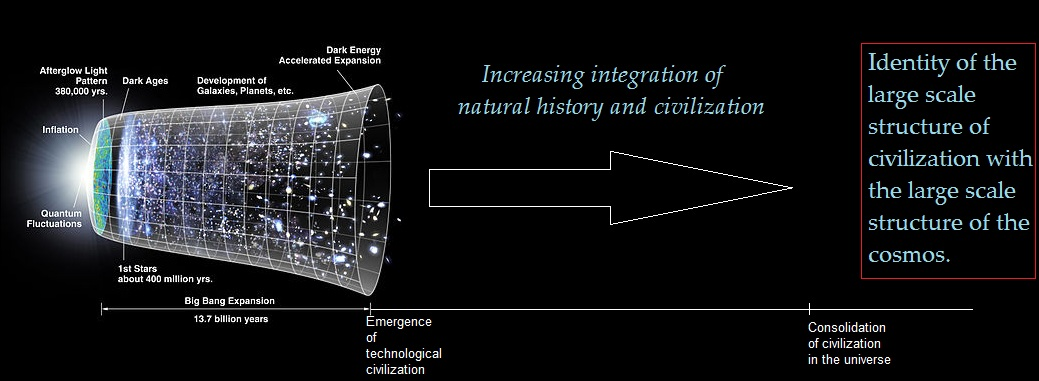 Dark Energy
Accelerated Expansion
Afterglow Light
Pattern
380,000 yrs.
Dark Ages
Development of
Galaxies, Planets, etc.
Inflation
Quantum
Fluctuations
1st Stars
about 400 million yrs.
Big Bang Expansion
13.7 billion years
Increasing integration of
natural history and civilization
Identity of the
large scale
structure of
civilization with
the large scale
structure of the
cosmos.
Emergence
of
technological
civilization
Consolidation
of civilization
in the universe